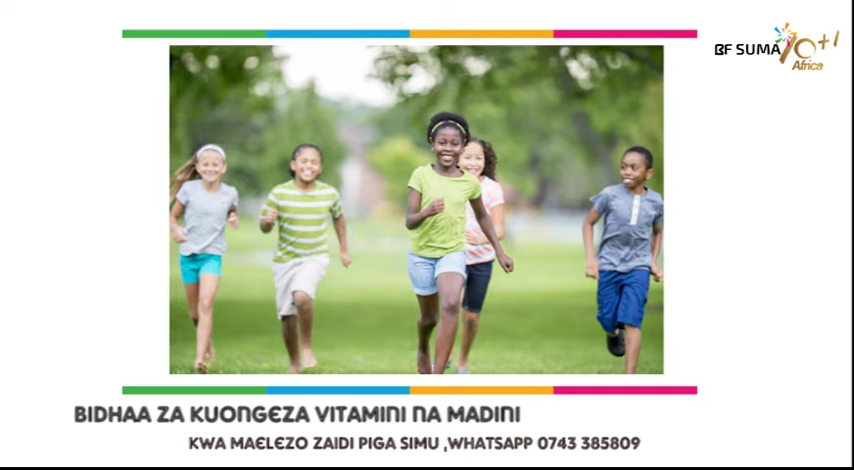 BF SUMA 10+1
Africa
BIDHAA ZA KUONGEZA VITAMINI NA MADINI
KWA MAELEZO ZAIDI PIGA SIMU ,WHATSAPP 0743 385809